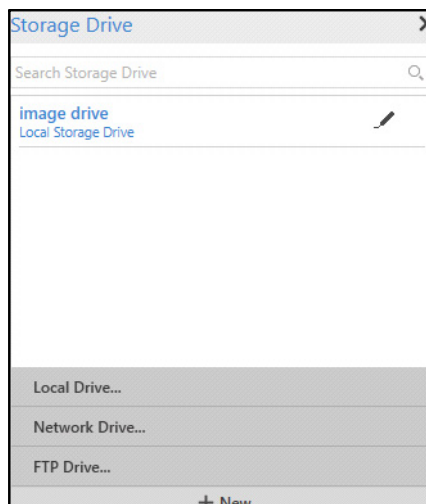 Storage Drive
Search Storage Drive
image drive
Local Storage Drive
Local Drive...
Network Drive...
FTP Drive...
+ New